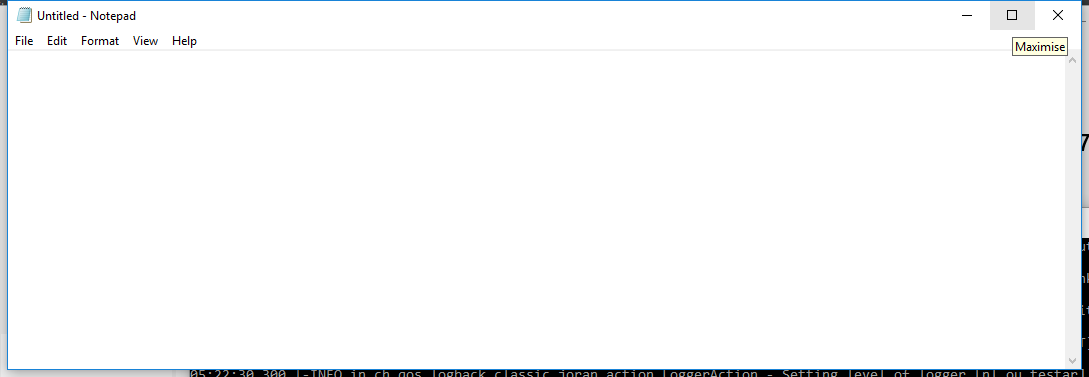 Untitled - Notepad
File Edit Format View Help
Maximise
7
05:22:30,300 |-INFO in ch.qos.logback.classic.joran.action.LoggerAction - Setting level of logger [nl.ou.testar